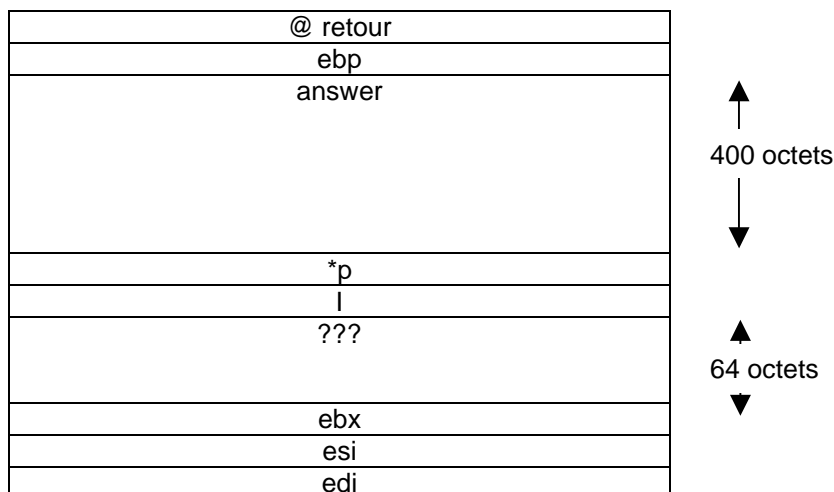 @ retour
ebp
answer
400 octets
*p
I
???
64 octets
ebx
esi
edi